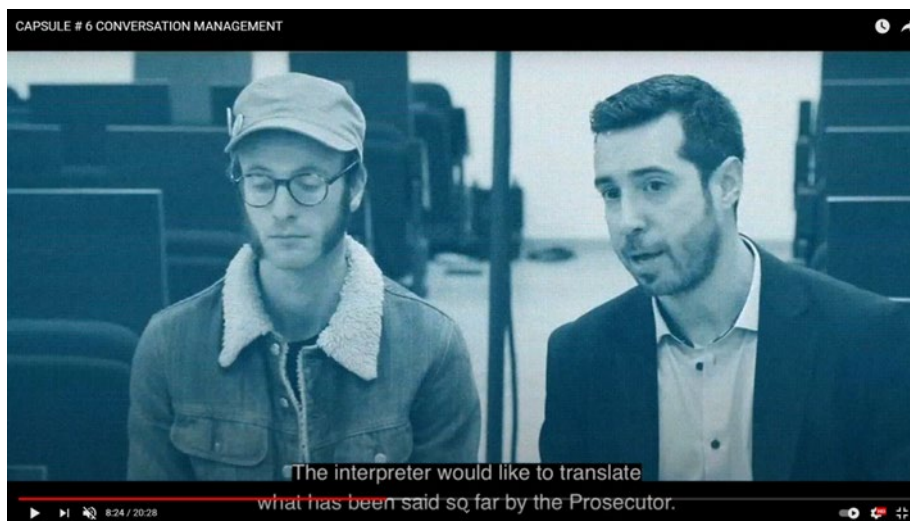 CAPSULE # 6 CONVERSATION MANAGEMENT
The interpreter would like to translate
what has been said so far by the Prosecutor.
8:24 / 20:28